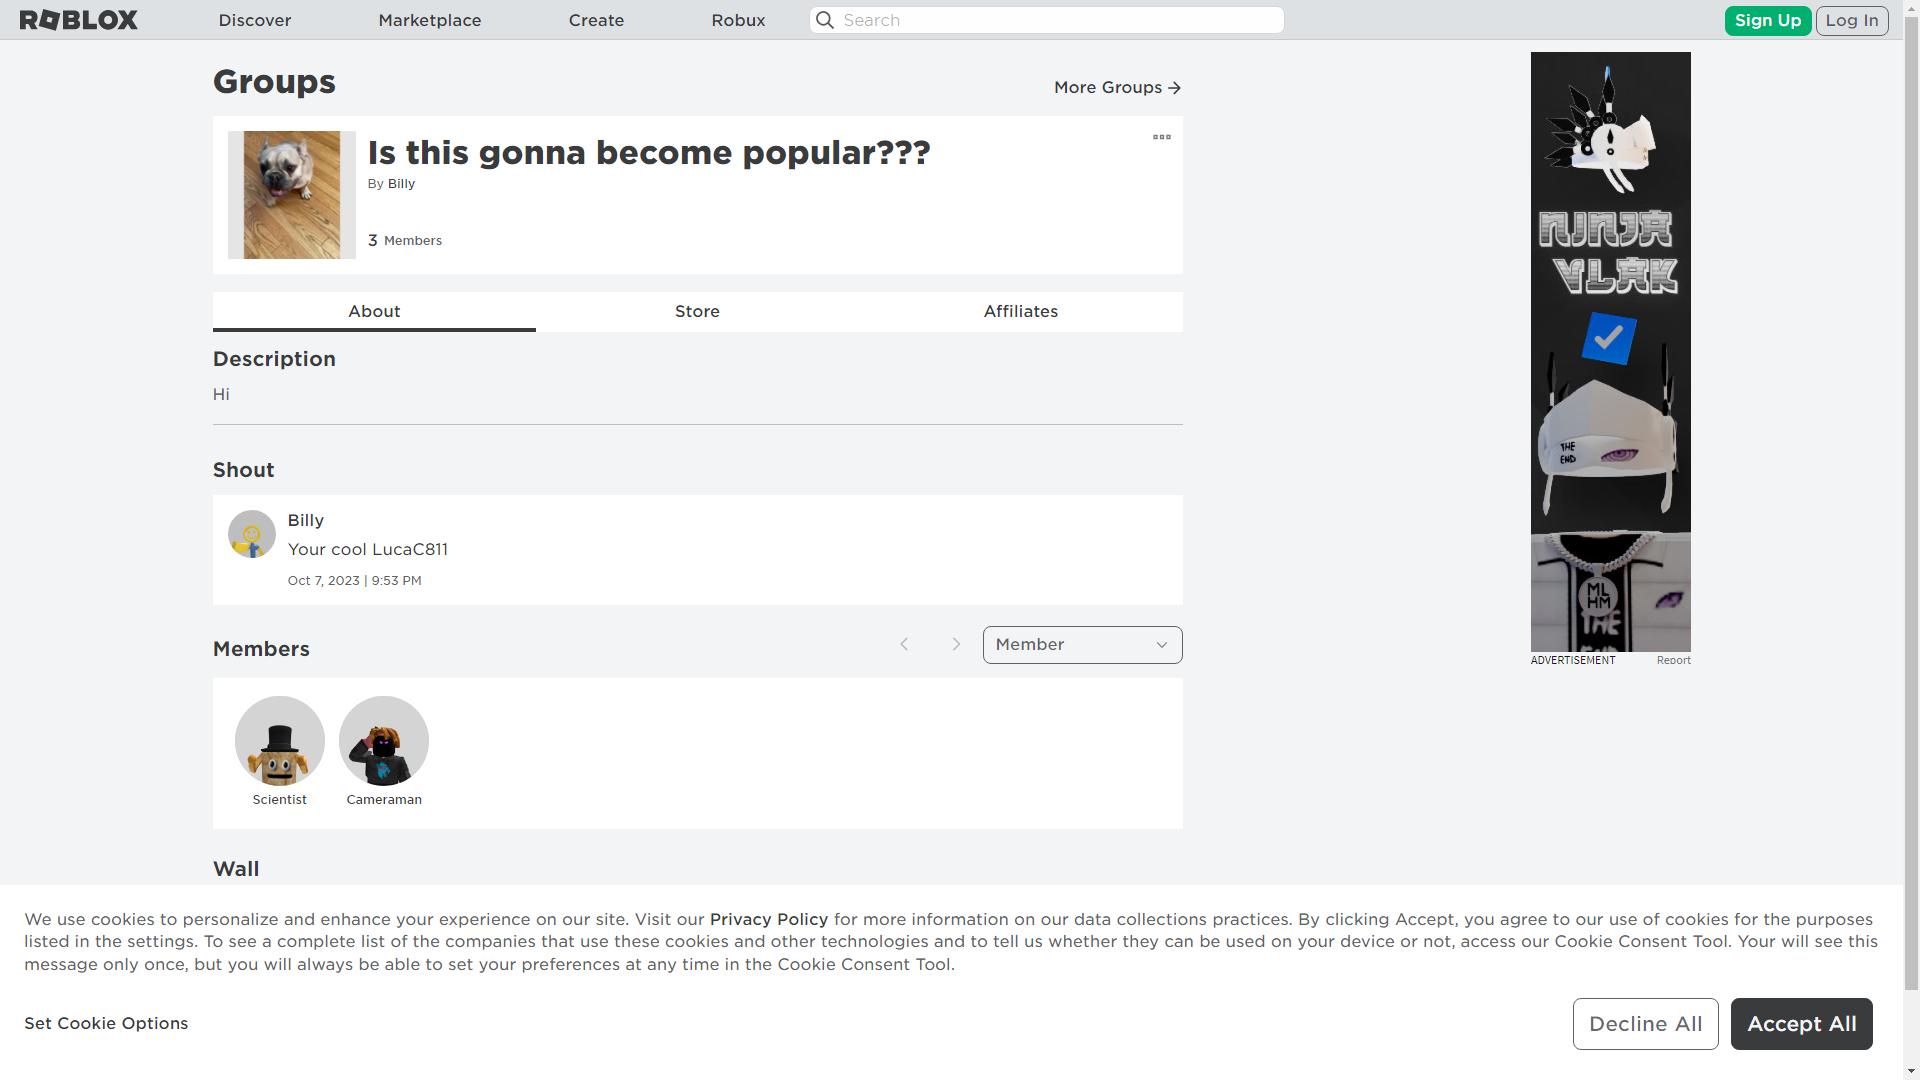 ROBLOX
Discover
Marketplace
Create
Robux
Search
Sign Up
Log In
Groups
More Groups
Is this gonna become popular???
By Billy
3 Members
About
Store
Affiliates
Description
Hi
Shout
Billy
Your cool LucaC811
Oct 7, 2023 | 9:53 PM
Members
Member
Scientist
Cameraman
Wall
NINJA
VLAK
THE
END
ML
HM
THE
ADVERTISEMENT
Report
We use cookies to personalize and enhance your experience on our site. Visit our Privacy Policy for more information on our data collections practices. By clicking Accept, you agree to our use of cookies for the purposes
listed in the settings. To see a complete list of the companies that use these cookies and other technologies and to tell us whether they can be used on your device or not, access our Cookie Consent Tool. Your will see this
message only once, but you will always be able to set your preferences at any time in the Cookie Consent Tool.
Set Cookie Options
Decline All
Accept All